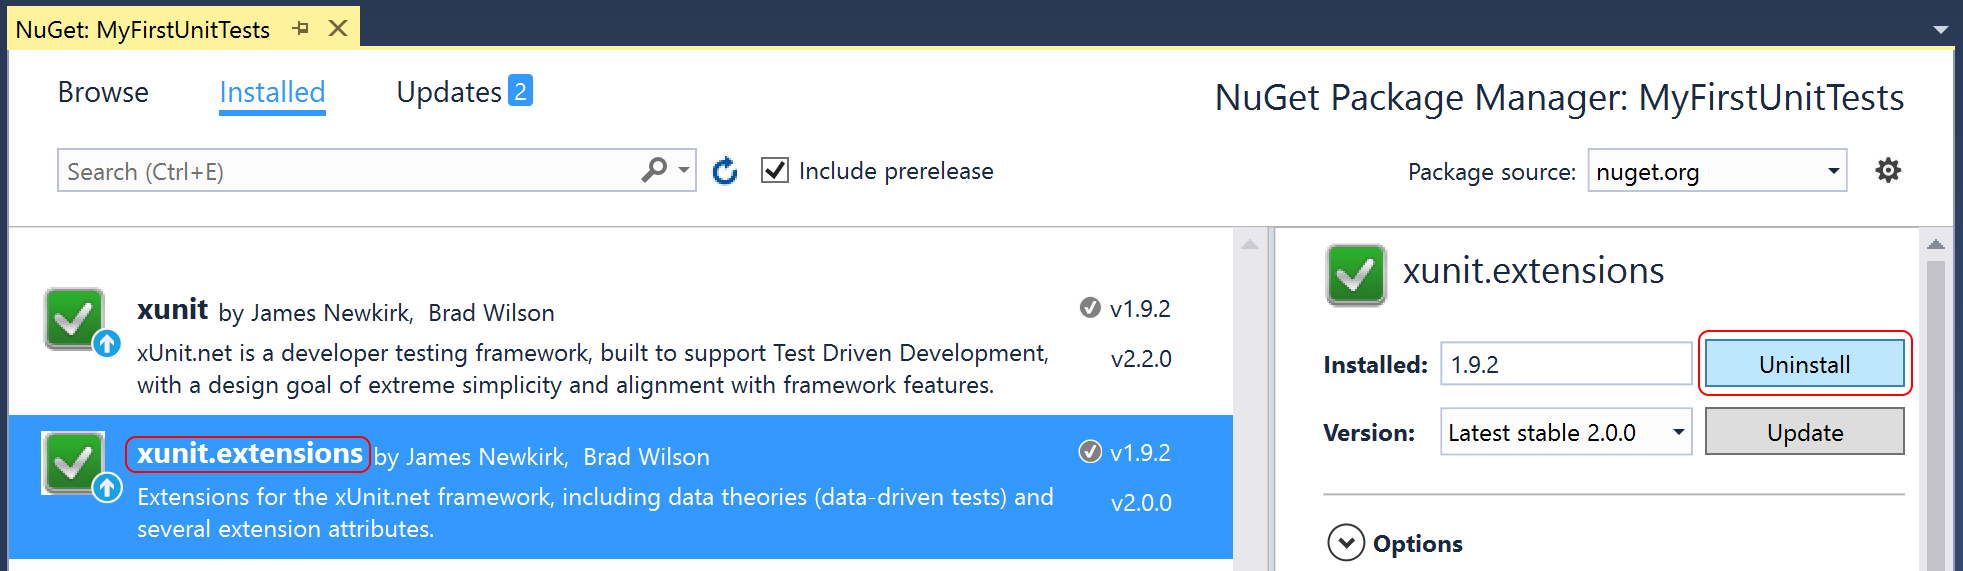 NuGet: MyFirstUnitTests
Browse Installed Updates 2
NuGet Package Manager: MyFirstUnitTests
Search (Ctrl+E)
Include prerelease
Package source: nuget.org
xunit by James Newkirk, Brad Wilson
v1.9.2
xUnit.net is a developer testing framework, built to support Test Driven Development,
v2.2.0
with a design goal of extreme simplicity and alignment with framework features.
xunit.extensions by James Newkirk, Brad Wilson
v1.9.2
Extensions for the xUnit.net framework, including data theories (data-driven tests) and
v2.0.0
several extension attributes.
xunit.extensions
Installed: 1.9.2 Uninstall
Version: Latest stable 2.0.0 Update
Options